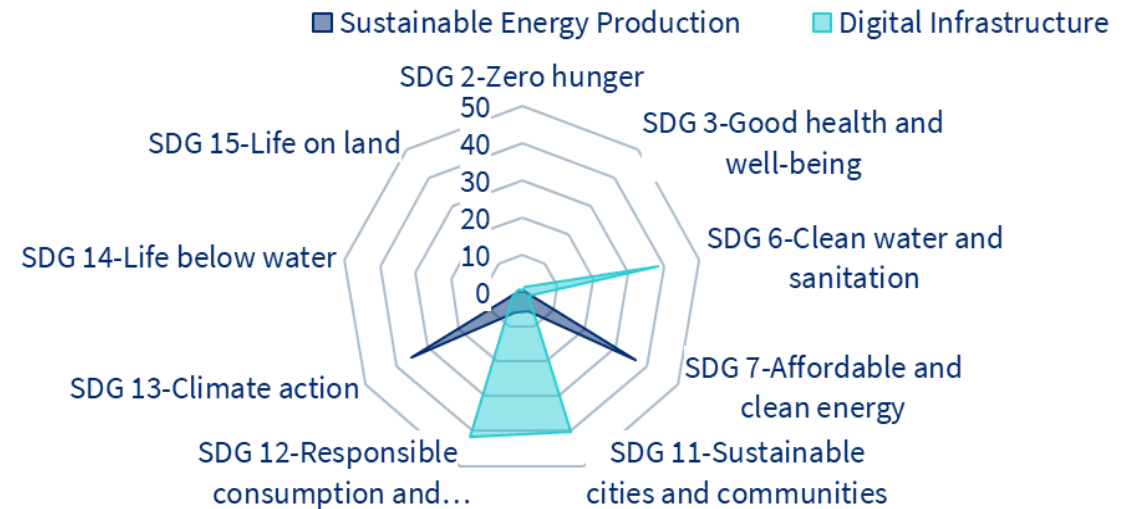 Sustainable Energy Production
Digital Infrastructure
SDG 2-Zero hunger
50
40
30
20
10
0
SDG 3-Good health and
well-being
SDG 6-Clean water and
sanitation
SDG 7-Affordable and
clean energy
SDG 11-Sustainable
cities and communities
SDG 12-Responsible
consumption and…
SDG 13-Climate action
SDG 14-Life below water
SDG 15-Life on land